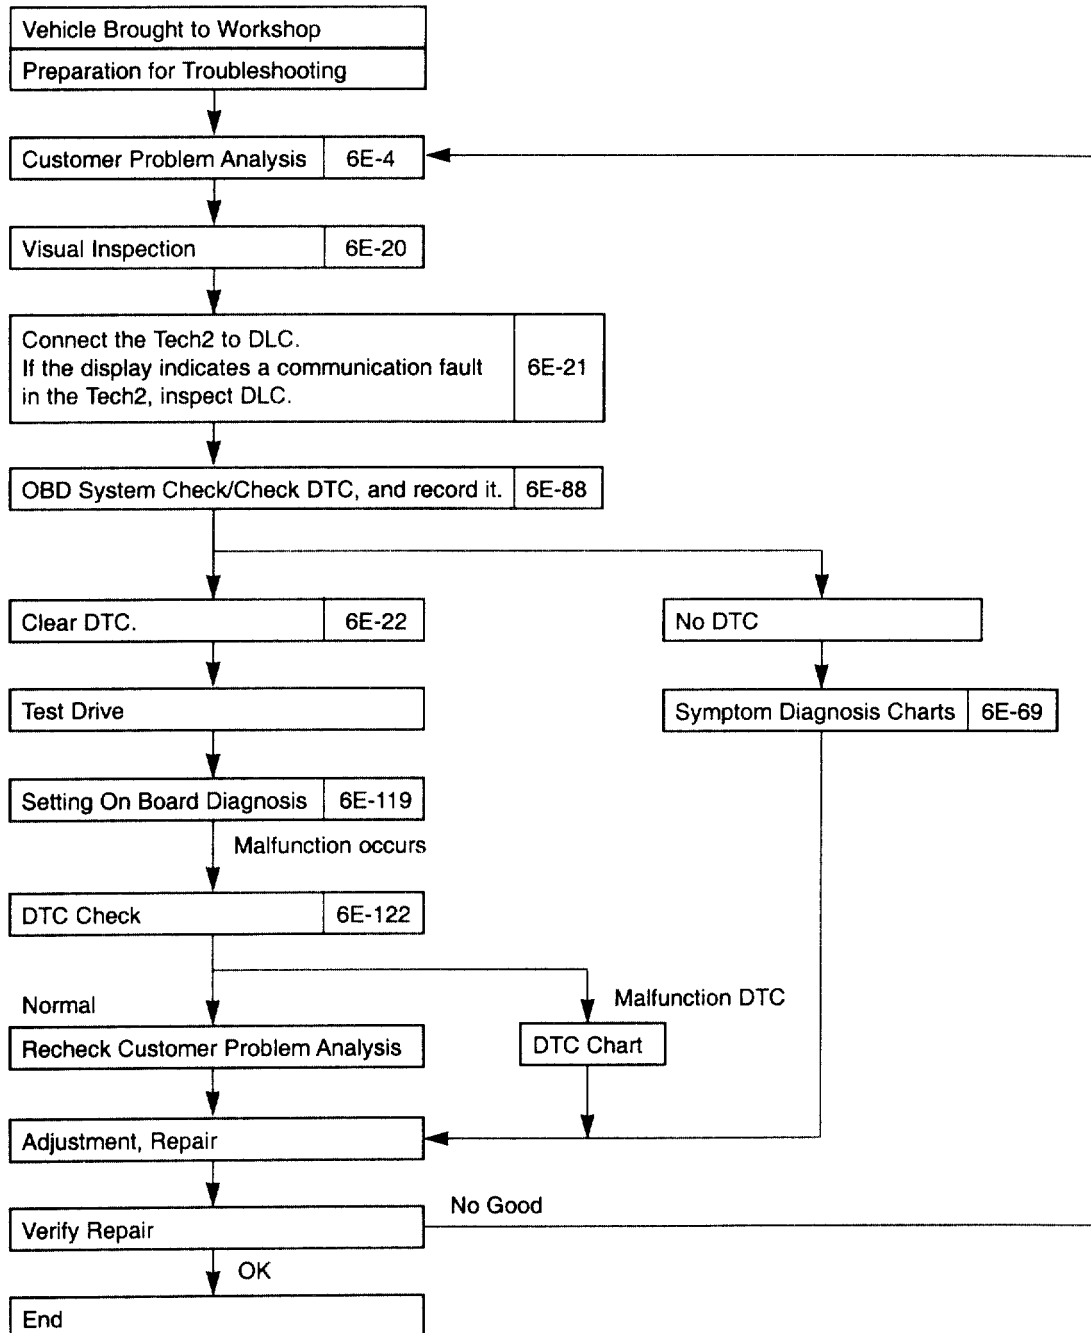 Vehicle Brought to Workshop
Preparation for Troubleshooting
Customer Problem Analysis 6E-4
Visual Inspection 6E-20
Connect the Tech2 to DLC.
If the display indicates a communication fault
in the Tech2, inspect DLC.
6E-21
OBD System Check/Check DTC, and record it. 6E-88
Clear DTC. 6E-22
No DTC
Test Drive
Symptom Diagnosis Charts 6E-69
Setting On Board Diagnosis 6E-119
Malfunction occurs
DTC Check 6E-122
Normal
Malfunction DTC
Recheck Customer Problem Analysis
DTC Chart
Adjustment, Repair
No Good
Verify Repair
OK
End